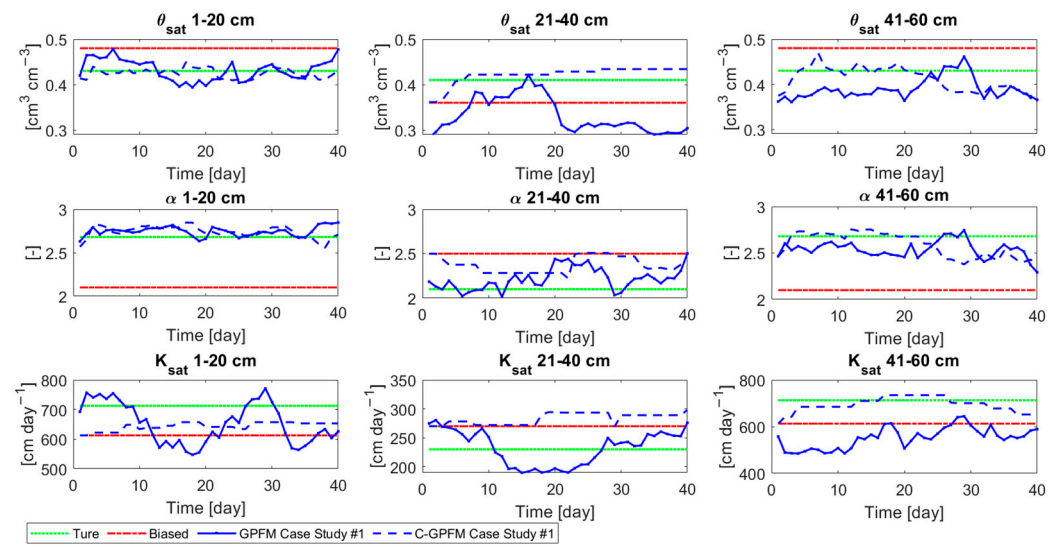 θsat 1-20 cm
θsat 21-40 cm
θsat 41-60 cm
[cm³ cm⁻³]
0.5
0.4
0.3
0 10 20 30 40
Time [day]
[cm³ cm⁻³]
0.5
0.4
0.3
0 10 20 30 40
Time [day]
[cm³ cm⁻³]
0.5
0.4
0.3
0 10 20 30 40
Time [day]
α 1-20 cm
α 21-40 cm
α 41-60 cm
[-]
3
2.5
2
0 10 20 30 40
Time [day]
[-]
3
2.5
2
0 10 20 30 40
Time [day]
[-]
3
2.5
2
0 10 20 30 40
Time [day]
Ksat 1-20 cm
Ksat 21-40 cm
Ksat 41-60 cm
[cm day⁻¹]
800
700
600
500
0 10 20 30 40
Time [day]
[cm day⁻¹]
350
300
250
200
0 10 20 30 40
Time [day]
[cm day⁻¹]
800
600
400
0 10 20 30 40
Time [day]
Ture Biased GPFM Case Study #1 C-GPFM Case Study #1